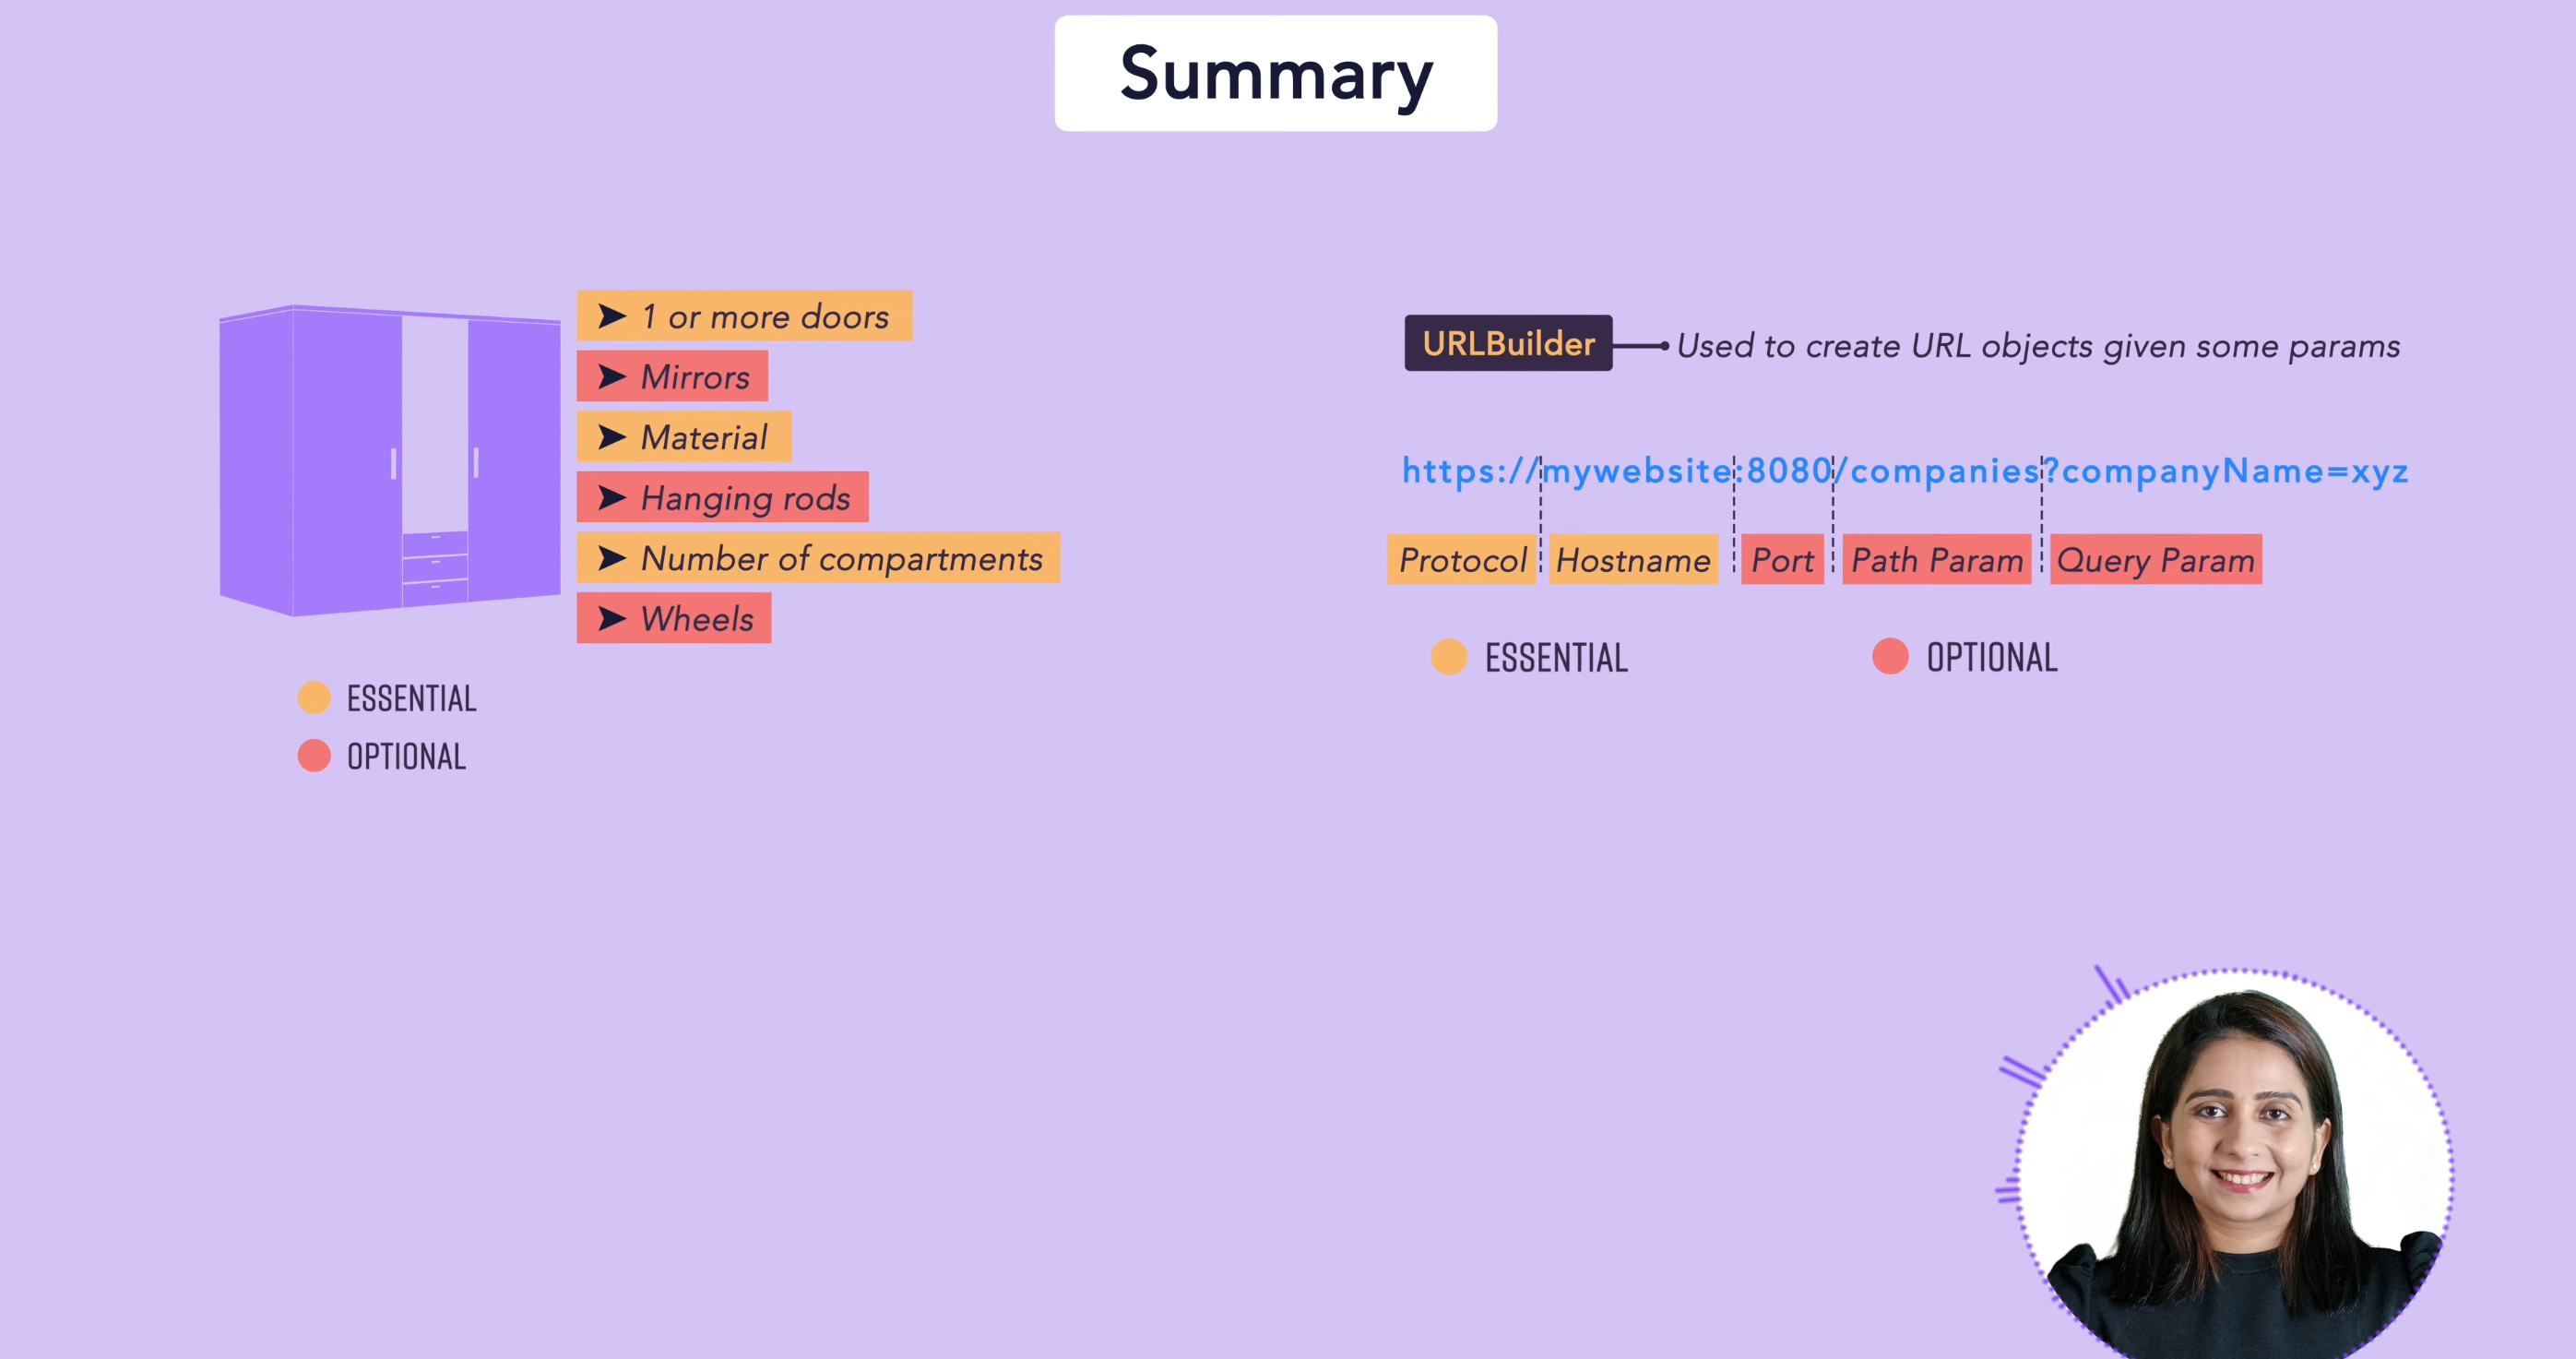 Summary
1 or more doors
Mirrors
Material
Hanging rods
Number of compartments
Wheels
ESSENTIAL
OPTIONAL
URLBuilder Used to create URL objects given some params
https://mywebsite:8080/companies?companyName=xyz
Protocol Hostname Port Path Param Query Param
ESSENTIAL OPTIONAL